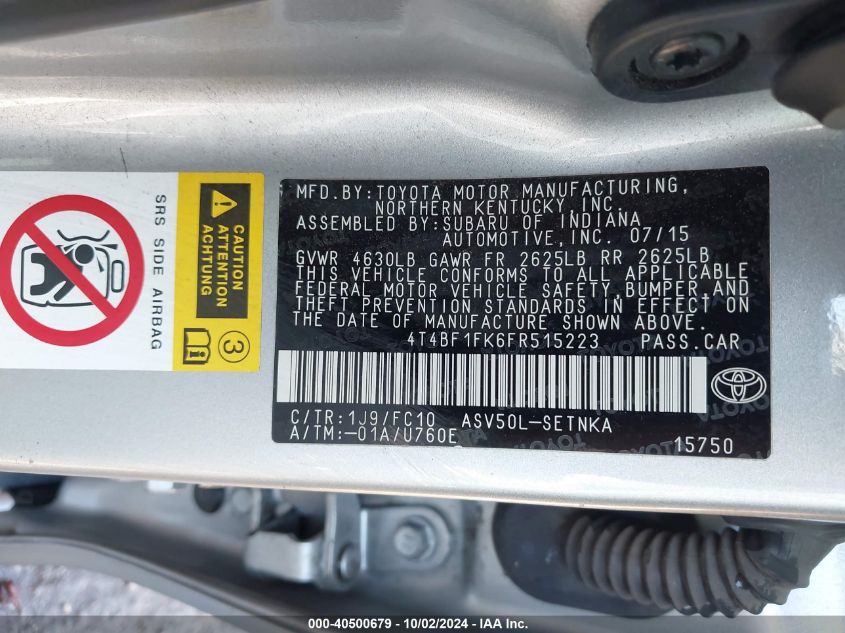 MFD.BY:TOYOTA MOTOR MANUFACTURING,
NORTHERN KENTUCKY, INC.
ASSEMBLED BY:SUBARU OF INDIANA
AUTOMOTIVE,INC. 07/15
GVWR 4630LB GAWR FR 2625LB RR 2625LB
THIS VEHICLE CONFORMS TO ALL APPLICABLE
FEDERAL MOTOR VEHICLE SAFETY, BUMPER AND
THEFT PREVENTION STANDARDS IN EFFECT ON
THE DATE OF MANUFACTURE SHOWN ABOVE.
4T4BF1FK6FR515223 PASS.CAR
C/TR:1J9/FC10 ASV50L-SETNKA
A/TM:-01A/U760E 15750
SRS SIDE AIRBAG
CAUTION
ATTENTION
ACHTUNG
3
000-40500679 - 10/02/2024 - IAA Inc.